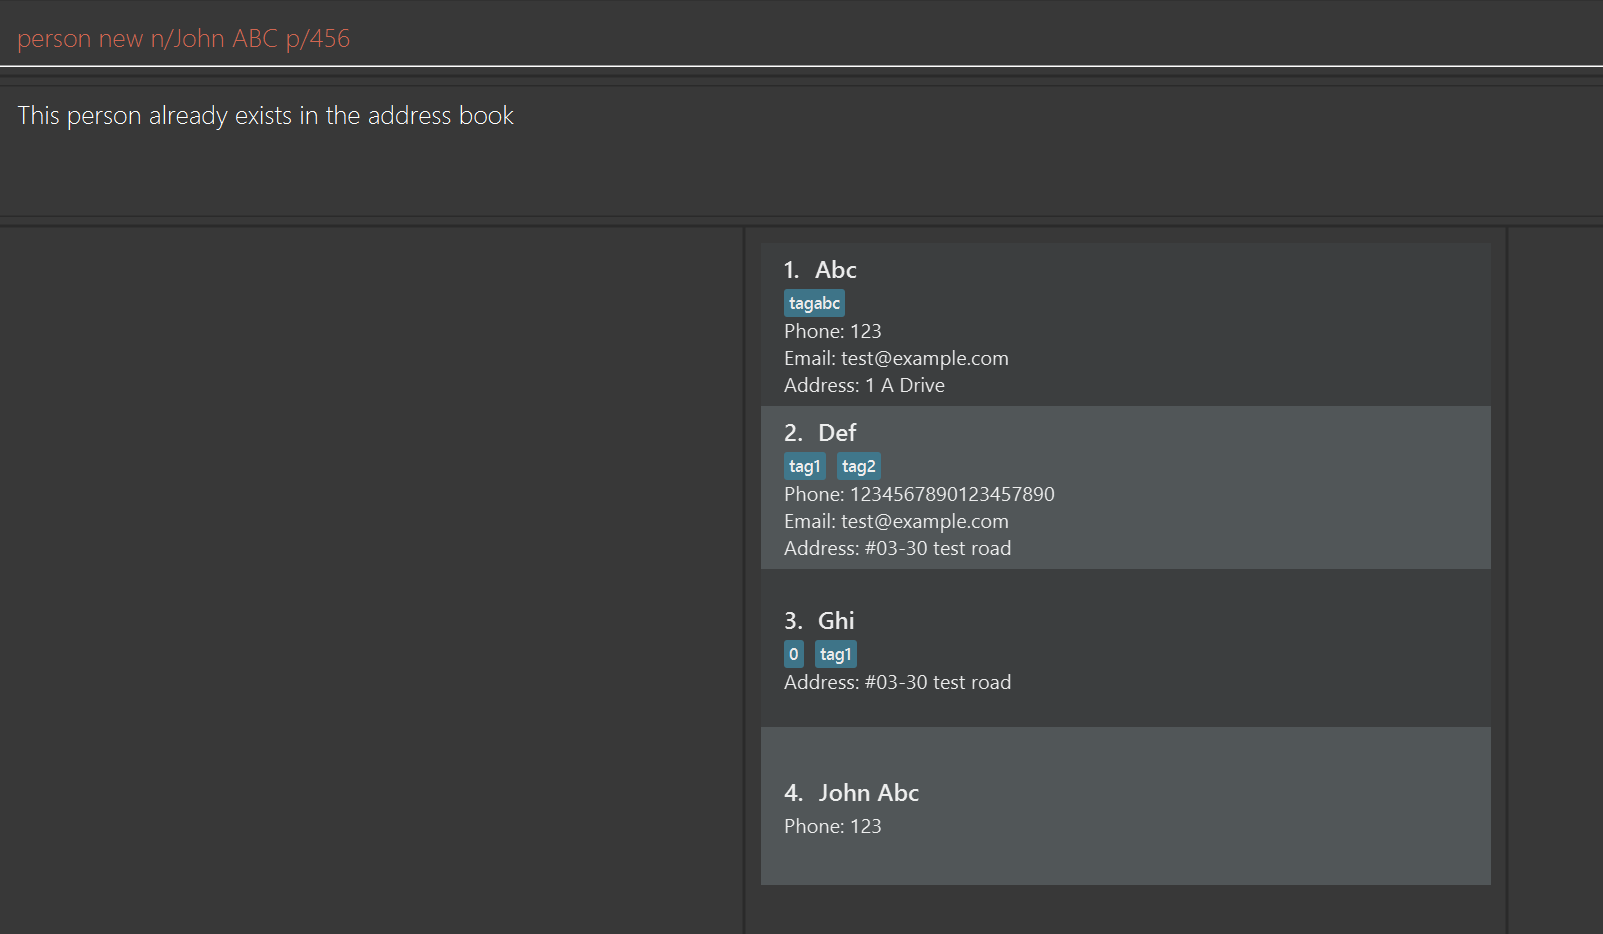 person new n/John ABC p/456
This person already exists in the address book
1. Abc
tagabc
Phone: 123
Email: test@example.com
Address: 1 A Drive
2. Def
tag1 tag2
Phone: 1234567890123457890
Email: test@example.com
Address: #03-30 test road
3. Ghi
0 tag1
Address: #03-30 test road
4. John Abc
Phone: 123